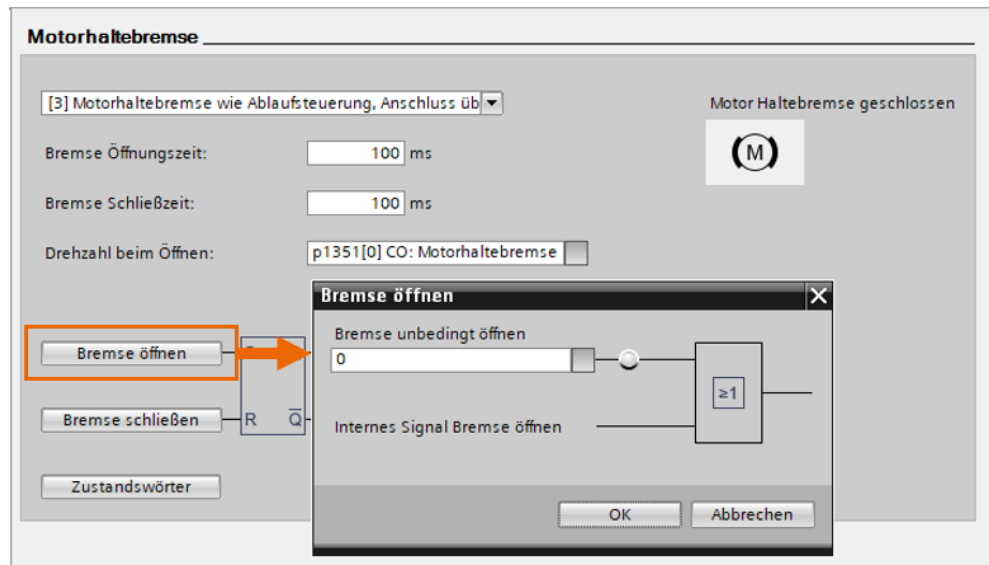 Motorhaltebremse
[3] Motorhaltebremse wie Ablaufsteuerung, Anschluss üb
Motor Haltebremse geschlossen
M
Bremse Öffnungszeit: 100 ms
Bremse Schließzeit: 100 ms
Drehzahl beim Öffnen: p1351[0] CO: Motorhaltebremse
Bremse öffnen
Bremse unbedingt öffnen
Bremse öffnen
0
≥1
Bremse schließen
R Q
Internes Signal Bremse öffnen
Zustandswörter
OK Abbrechen